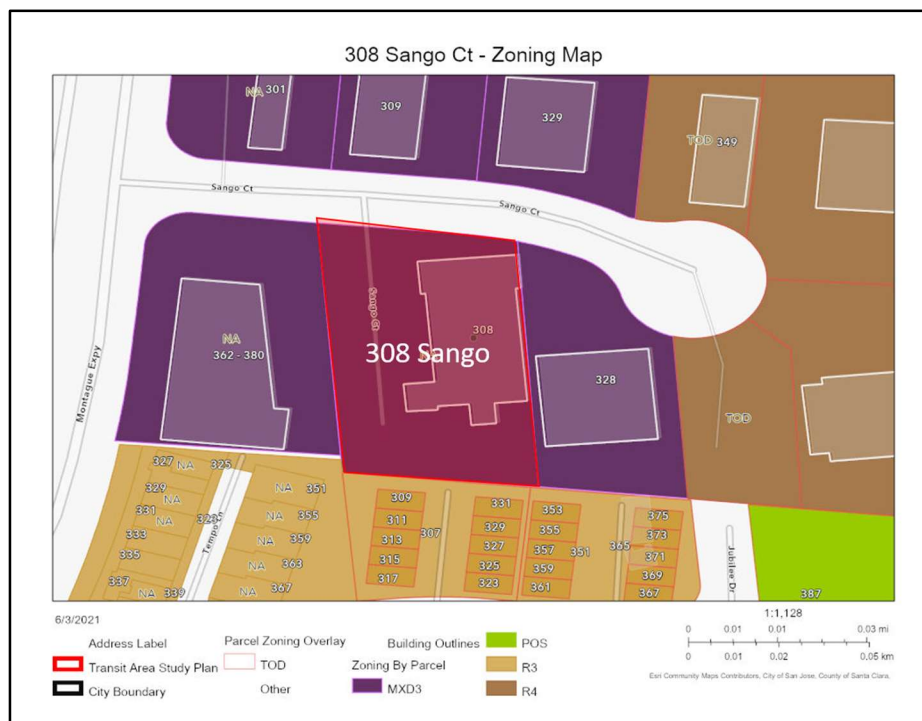 308 Sango Ct - Zoning Map
NA
301
309
329
TOD
349
Sango Ct
Sango Ct
Montague Expy
NA
362 - 380
Sango Ct
308
308 Sango
328
TOD
327
NA
325
329
NA
331
NA
333
335
337
NA
339
Tempo Ln
NA
351
NA
355
NA
359
NA
363
NA
367
309
311
313
315
317
307
331
329
327
325
323
353
355
357
359
361
351
365
375
373
371
369
367
Jubilee Dr
387
6/3/2021
1:1,128
Address Label
Parcel Zoning Overlay
Building Outlines
POS
0 0.01 0.01 0.03 mi
Transit Area Study Plan
TOD
Zoning By Parcel
R3
0 0.01 0.02 0.05 km
City Boundary
Other
MXD3
R4
Esri Community Maps Contributors, City of San Jose, County of Santa Clara,